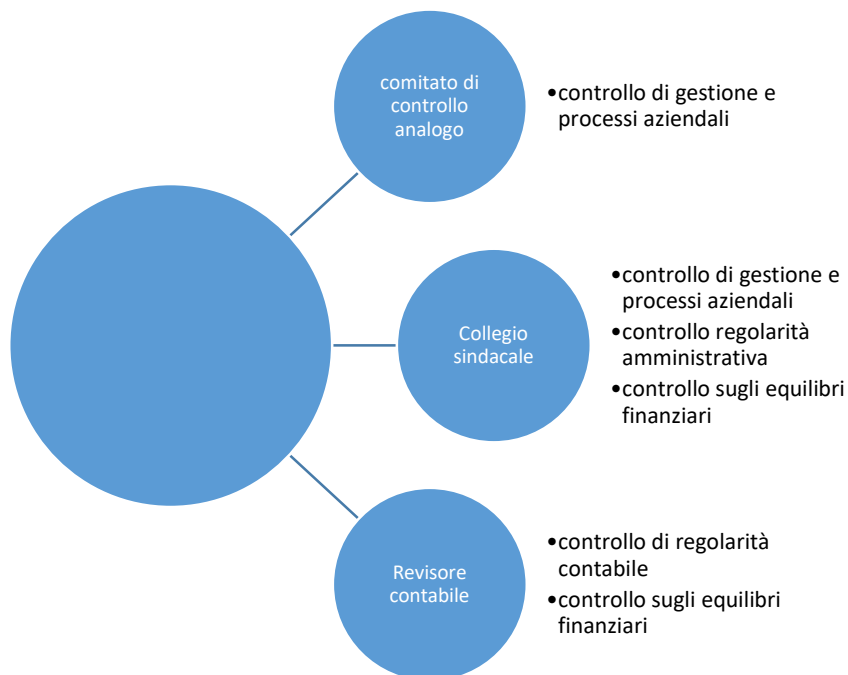 comitato di
controllo
analogo
•controllo di gestione e
processi aziendali
Collegio
sindacale
•controllo di gestione e
processi aziendali
•controllo regolarità
amministrativa
•controllo sugli equilibri
finanziari
Revisore
contabile
•controllo di regolarità
contabile
•controllo sugli equilibri
finanziari